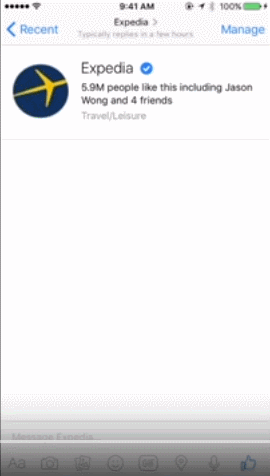 9:41 AM
100%
Recent
Expedia
Manage
Typically replies in a few hours
Expedia
5.9M people like this including Jason
Wong and 4 friends
Travel/Leisure
Message Expedia...
Aa
GIF